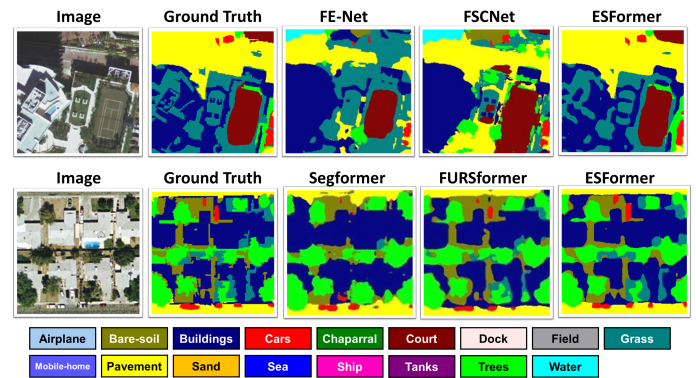 Image Ground Truth FE-Net FSCNet ESFormer
Image Ground Truth Segformer FURSformer ESFormer
Airplane Bare-soil Buildings Cars Chaparral Court Dock Field Grass
Mobile-home Pavement Sand Sea Ship Tanks Trees Water